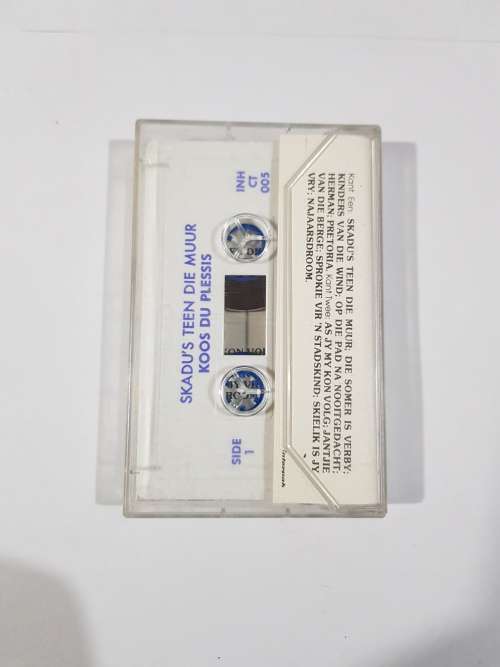 SKADU'S TEEN DIE MUUR
KOOS DU PLESSIS
INH
CT
005
SIDE
1
Kant Een: SKADU'S TEEN DIE MUUR; DIE SOMER IS VERBY;
KINDERS VAN DIE WIND; OP DIE PAD NA NOOITGEDACHT;
HERMAN; PRETORIA. Kant Twee: AS JY MY KON VOLG; JANTJIE
VAN DIE BERGE; SPROKIE VIR 'N STADSKIND; SKIELIK IS JY
VRY; NAJAARSDROOM.